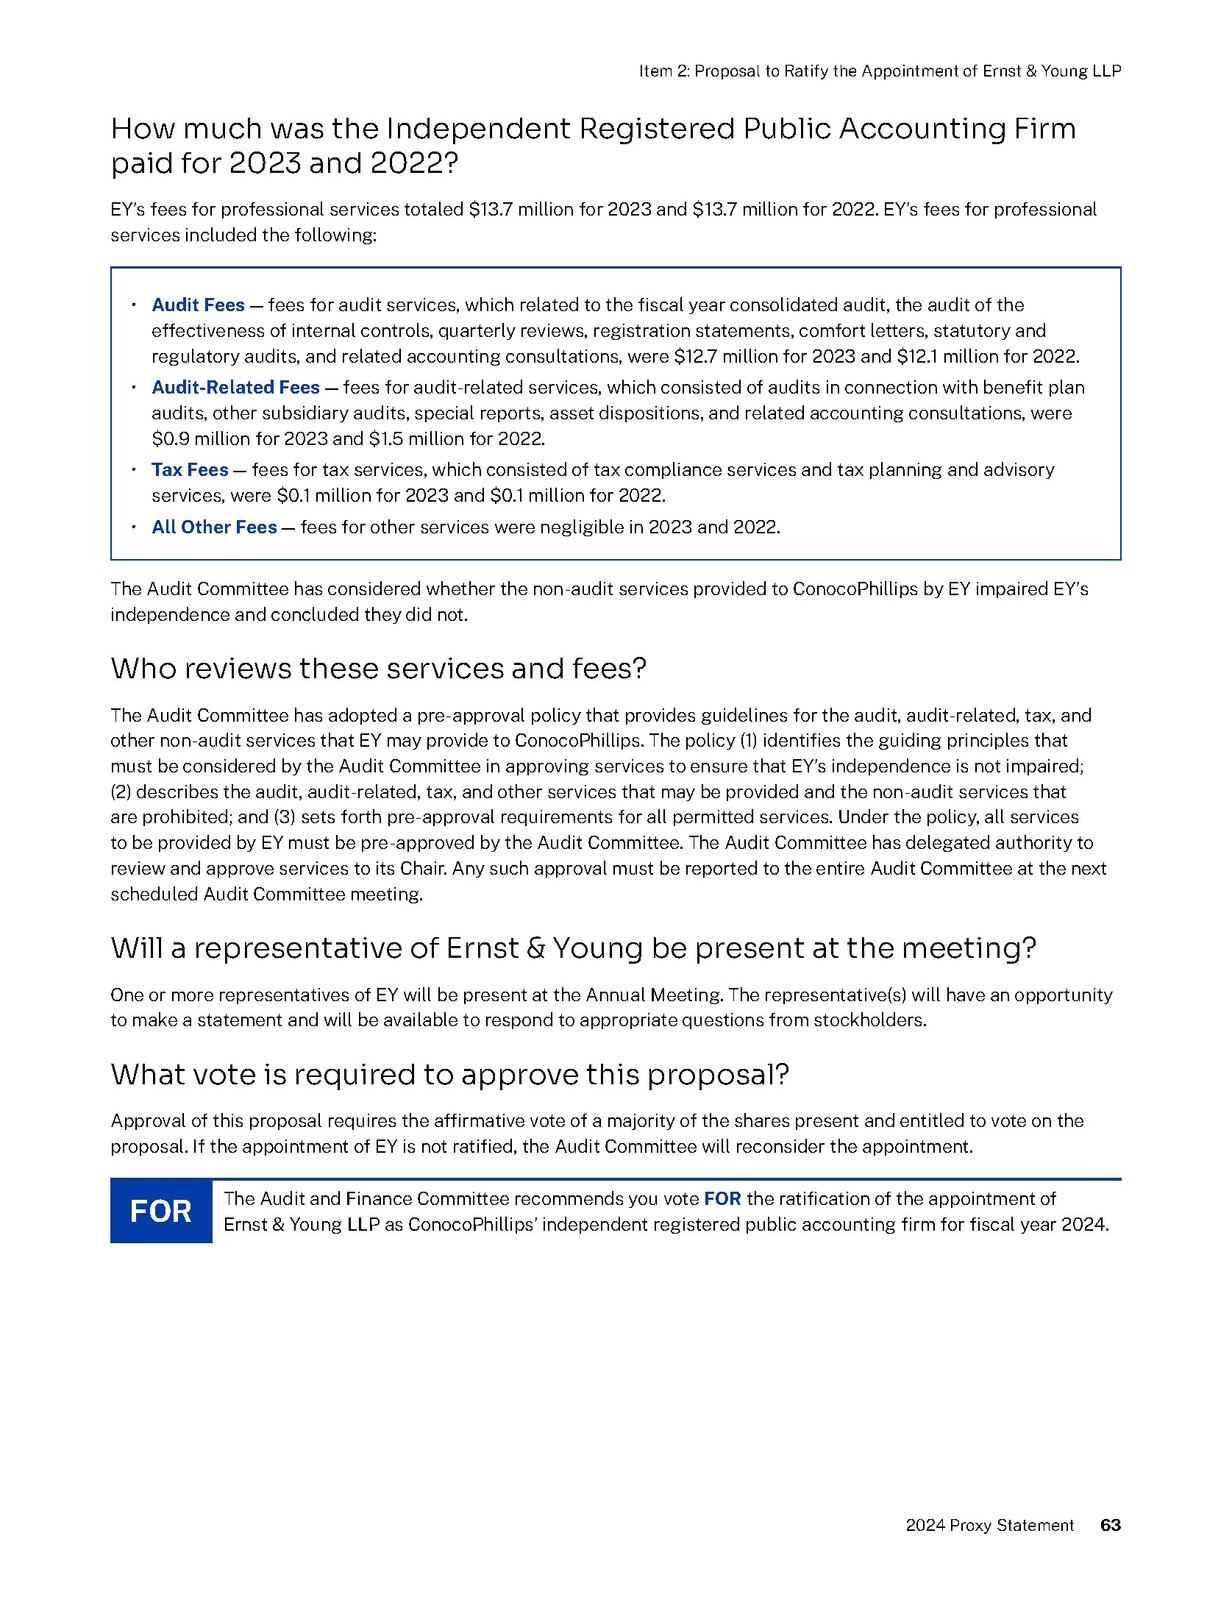 Item 2: Proposal to Ratify the Appointment of Ernst & Young LLP
How much was the Independent Registered Public Accounting Firm
paid for 2023 and 2022?
EY’s fees for professional services totaled $13.7 million for 2023 and $13.7 million for 2022. EY’s fees for professional
services included the following:
• Audit Fees — fees for audit services, which related to the fiscal year consolidated audit, the audit of the
effectiveness of internal controls, quarterly reviews, registration statements, comfort letters, statutory and
regulatory audits, and related accounting consultations, were $12.7 million for 2023 and $12.1 million for 2022.
• Audit-Related Fees — fees for audit-related services, which consisted of audits in connection with benefit plan
audits, other subsidiary audits, special reports, asset dispositions, and related accounting consultations, were
$0.9 million for 2023 and $1.5 million for 2022.
• Tax Fees — fees for tax services, which consisted of tax compliance services and tax planning and advisory
services, were $0.1 million for 2023 and $0.1 million for 2022.
• All Other Fees — fees for other services were negligible in 2023 and 2022.
The Audit Committee has considered whether the non-audit services provided to ConocoPhillips by EY impaired EY’s
independence and concluded they did not.
Who reviews these services and fees?
The Audit Committee has adopted a pre-approval policy that provides guidelines for the audit, audit-related, tax, and
other non-audit services that EY may provide to ConocoPhillips. The policy (1) identifies the guiding principles that
must be considered by the Audit Committee in approving services to ensure that EY’s independence is not impaired;
(2) describes the audit, audit-related, tax, and other services that may be provided and the non-audit services that
are prohibited; and (3) sets forth pre-approval requirements for all permitted services. Under the policy, all services
to be provided by EY must be pre-approved by the Audit Committee. The Audit Committee has delegated authority to
review and approve services to its Chair. Any such approval must be reported to the entire Audit Committee at the next
scheduled Audit Committee meeting.
Will a representative of Ernst & Young be present at the meeting?
One or more representatives of EY will be present at the Annual Meeting. The representative(s) will have an opportunity
to make a statement and will be available to respond to appropriate questions from stockholders.
What vote is required to approve this proposal?
Approval of this proposal requires the affirmative vote of a majority of the shares present and entitled to vote on the
proposal. If the appointment of EY is not ratified, the Audit Committee will reconsider the appointment.
FOR
The Audit and Finance Committee recommends you vote FOR the ratification of the appointment of
Ernst & Young LLP as ConocoPhillips’ independent registered public accounting firm for fiscal year 2024.
2024 Proxy Statement 63